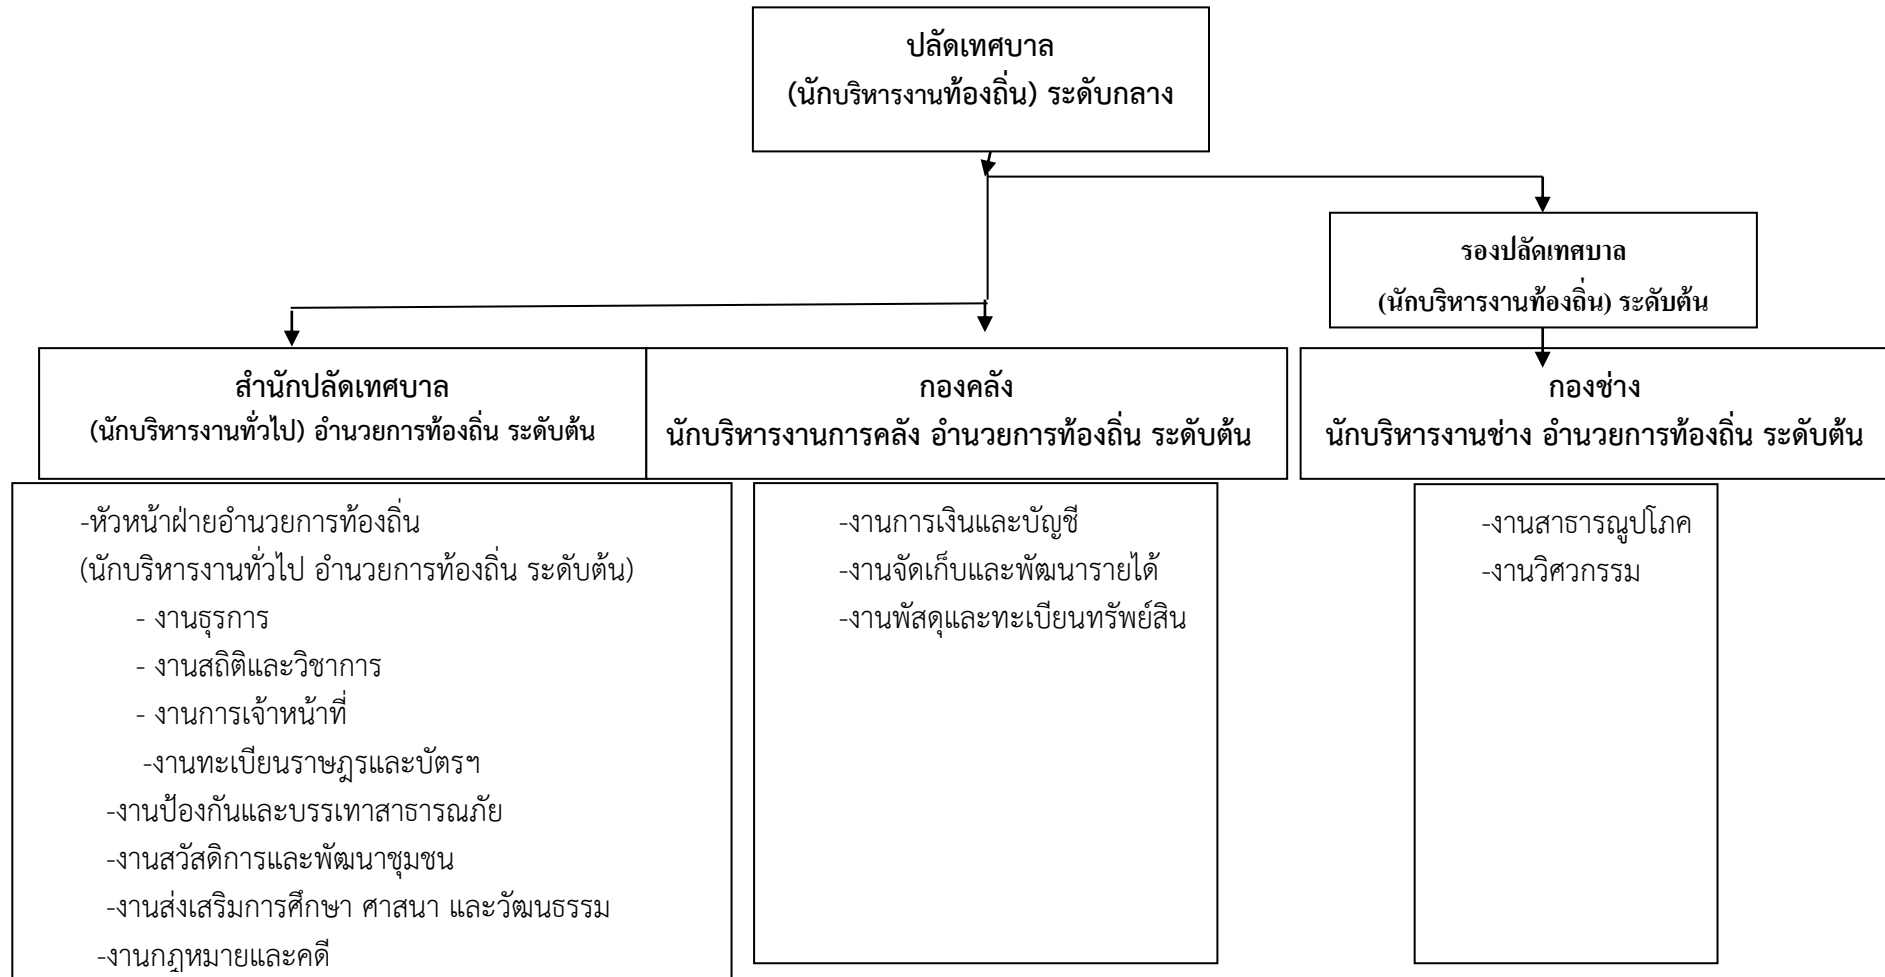 ปลัดเทศบาล
(นักบริหารงานท้องถิ่น) ระดับกลาง
รองปลัดเทศบาล
(นักบริหารงานท้องถิ่น) ระดับต้น
สำนักปลัดเทศบาล
(นักบริหารงานทั่วไป) อำนวยการท้องถิ่น ระดับต้น
กองคลัง
นักบริหารงานการคลัง อำนวยการท้องถิ่น ระดับต้น
กองช่าง
นักบริหารงานช่าง อำนวยการท้องถิ่น ระดับต้น
-หัวหน้าฝ่ายอำนวยการท้องถิ่น
(นักบริหารงานทั่วไป อำนวยการท้องถิ่น ระดับต้น)
- งานธุรการ
- งานสถิติและวิชาการ
- งานการเจ้าหน้าที่
-งานทะเบียนราษฎรและบัตรฯ
-งานป้องกันและบรรเทาสาธารณภัย
-งานสวัสดิการและพัฒนาชุมชน
-งานส่งเสริมการศึกษา ศาสนา และวัฒนธรรม
-งานกฎหมายและคดี
-งานการเงินและบัญชี
-งานจัดเก็บและพัฒนารายได้
-งานพัสดุและทะเบียนทรัพย์สิน
-งานสาธารณูปโภค
-งานวิศวกรรม